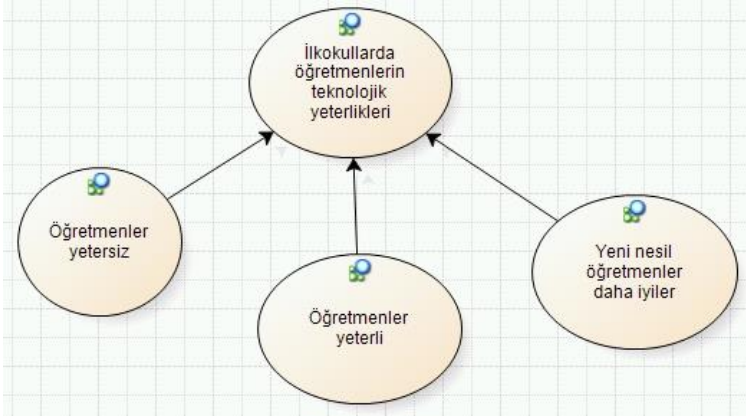 İlkokullarda
öğretmenlerin
teknolojik
yeterlikleri
Öğretmenler
yetersiz
Öğretmenler
yeterli
Yeni nesil
öğretmenler
daha iyiler